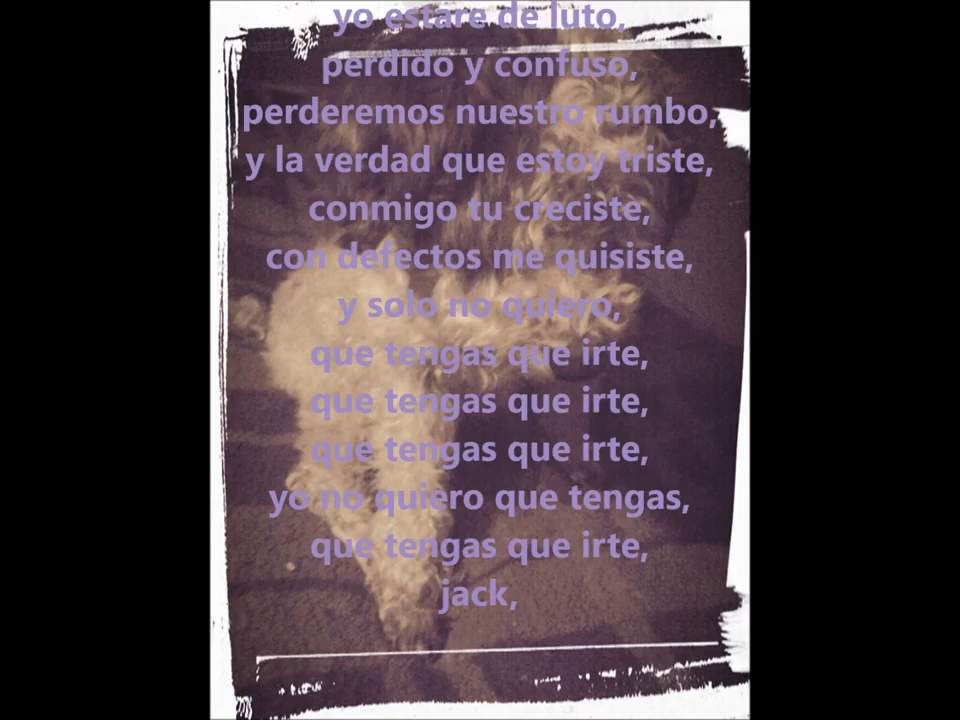 yo estare de luto,
perdido y confuso,
perderemos nuestro rumbo,
y la verdad que estoy triste,
conmigo tu creciste,
con defectos me quisiste,
y solo no quiero,
que tengas que irte,
que tengas que irte,
que tengas que irte,
yo no quiero que tengas,
que tengas que irte,
jack,